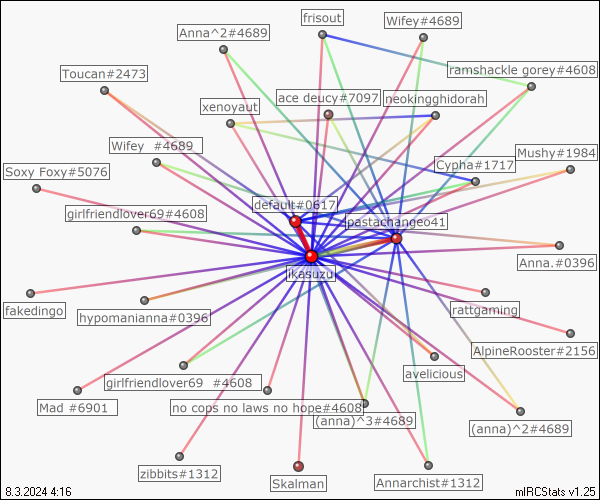 frisout
Wifey#4689
Anna^2#4689
ramshackle gorey#4608
Toucan#2473
ace deucy#7097
neokingghidorah
xenoyaut
Wifey  #4689
Mushy#1984
Cypha#1717
Soxy Foxy#5076
default#0617
girlfriendlover69#4608
pastachangeo41
Anna.#0396
ikasuzu
fakedingo
hypomanianna#0396
rattgaming
AlpineRooster#2156
avelicious
girlfriendlover69  #4608
Mad #6901
no cops no laws no hope#4608
(anna)^3#4689
(anna)^2#4689
zibbits#1312
Skalman
Annarchist#1312
8.3.2024 4:16
mIRCStats v1.25